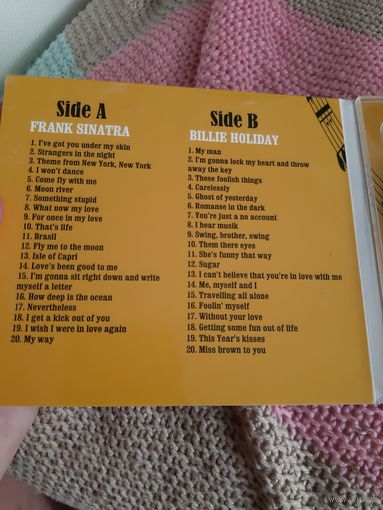 Side A
FRANK SINATRA
1. I've got you under my skin
2. Strangers in the night
3. Theme from New York, New York
4. I won't dance
5. Come fly with me
6. Moon river
7. Something stupid
8. What now my love
9. For once in my love
10. That's life
11. Brasil
12. Fly me to the moon
13. Isle of Capri
14. Love's been good to me
15. I'm gonna sit right down and write
myself a letter
16. How deep is the ocean
17. Nevertheless
18. I get a kick out of you
19. I wish I were in love again
20. My way
Side B
BILLIE HOLIDAY
1. My man
2. I'm gonna lock my heart and throw
away the key
3. These foolish things
4. Carelessly
5. Ghost of yesterday
6. Romanse in the dark
7. You're just a no account
8. I hear musik
9. Swing, brother, swing
10. Them there eyes
11. She's funny that way
12. Sugar
13. I can't believe that you're in love with me
14. Me, myself and I
15. Travelling all alone
16. Foolin' myself
17. Without your love
18. Getting some fun out of life
19. This Year's kisses
20. Miss brown to you